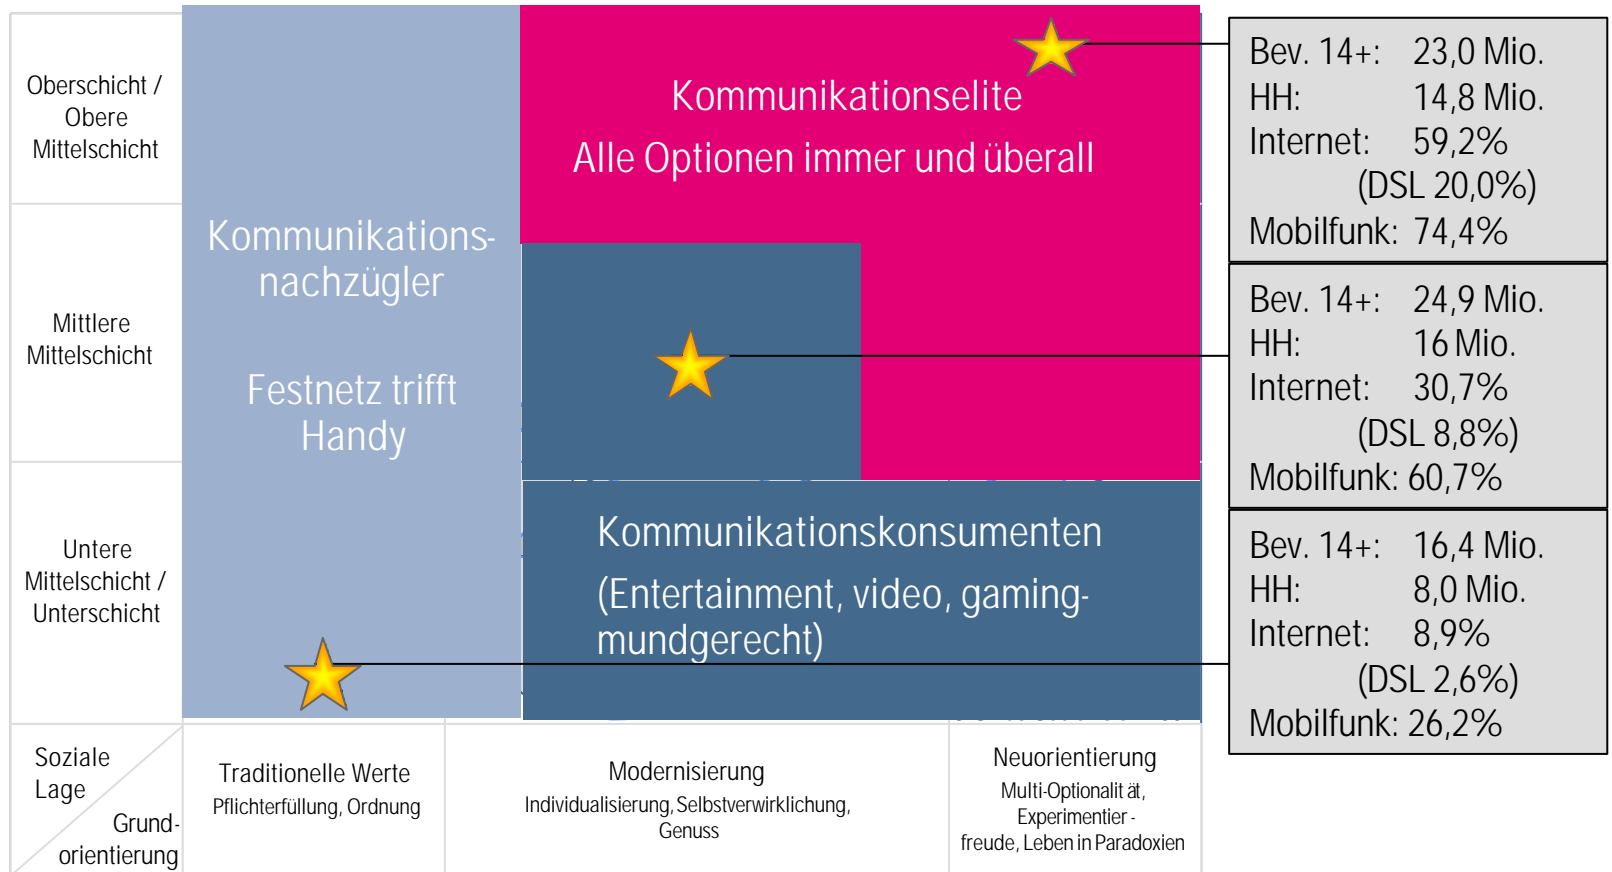 Oberschicht /
Obere
Mittelschicht
Mittlere
Mittelschicht
Untere
Mittelschicht /
Unterschicht
Soziale
Lage
Grund-
orientierung
Kommunikations-
nachzügler
Festnetz trifft
Handy
Kommunikationselite
Alle Optionen immer und überall
Kommunikationskonsumenten
(Entertainment, video, gaming-
mundgerecht)
Traditionelle Werte
Pflichterfüllung, Ordnung
Modernisierung
Individualisierung, Selbstverwirklichung,
Genuss
Neuorientierung
Multi-Optionalit ät,
Experimentier -
freude, Leben in Paradoxien
Bev. 14+: 23,0 Mio.
HH: 14,8 Mio.
Internet: 59,2%
(DSL 20,0%)
Mobilfunk: 74,4%
Bev. 14+: 24,9 Mio.
HH: 16 Mio.
Internet: 30,7%
(DSL 8,8%)
Mobilfunk: 60,7%
Bev. 14+: 16,4 Mio.
HH: 8,0 Mio.
Internet: 8,9%
(DSL 2,6%)
Mobilfunk: 26,2%